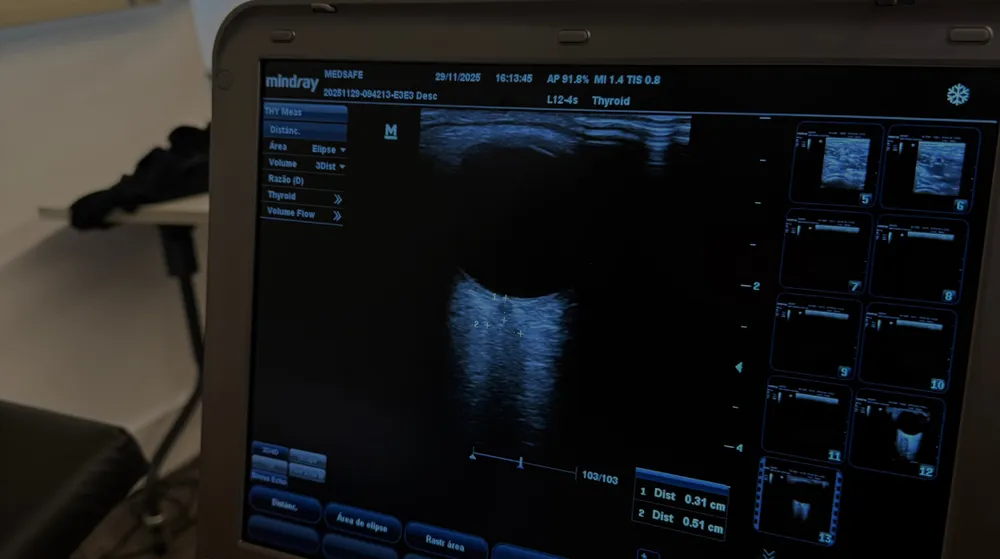 mindray
MEDSAFE
29/11/2025 16:13:45 AP 91.8% MI 1.4 TIS 0.8
20251129-094213-E3E3 Desc
L12-4s Thyroid
THY Meas
Distânc.
Área Elipse
Volume 3Dist
Razão (D)
Thyroid
Volume Flow
M
5
6
7
8
9
10
11
12
13
2
4
1
2
103/103
1 Dist 0.31 cm
2 Dist 0.51 cm
Distânc.
Área de elipse
Rastr área